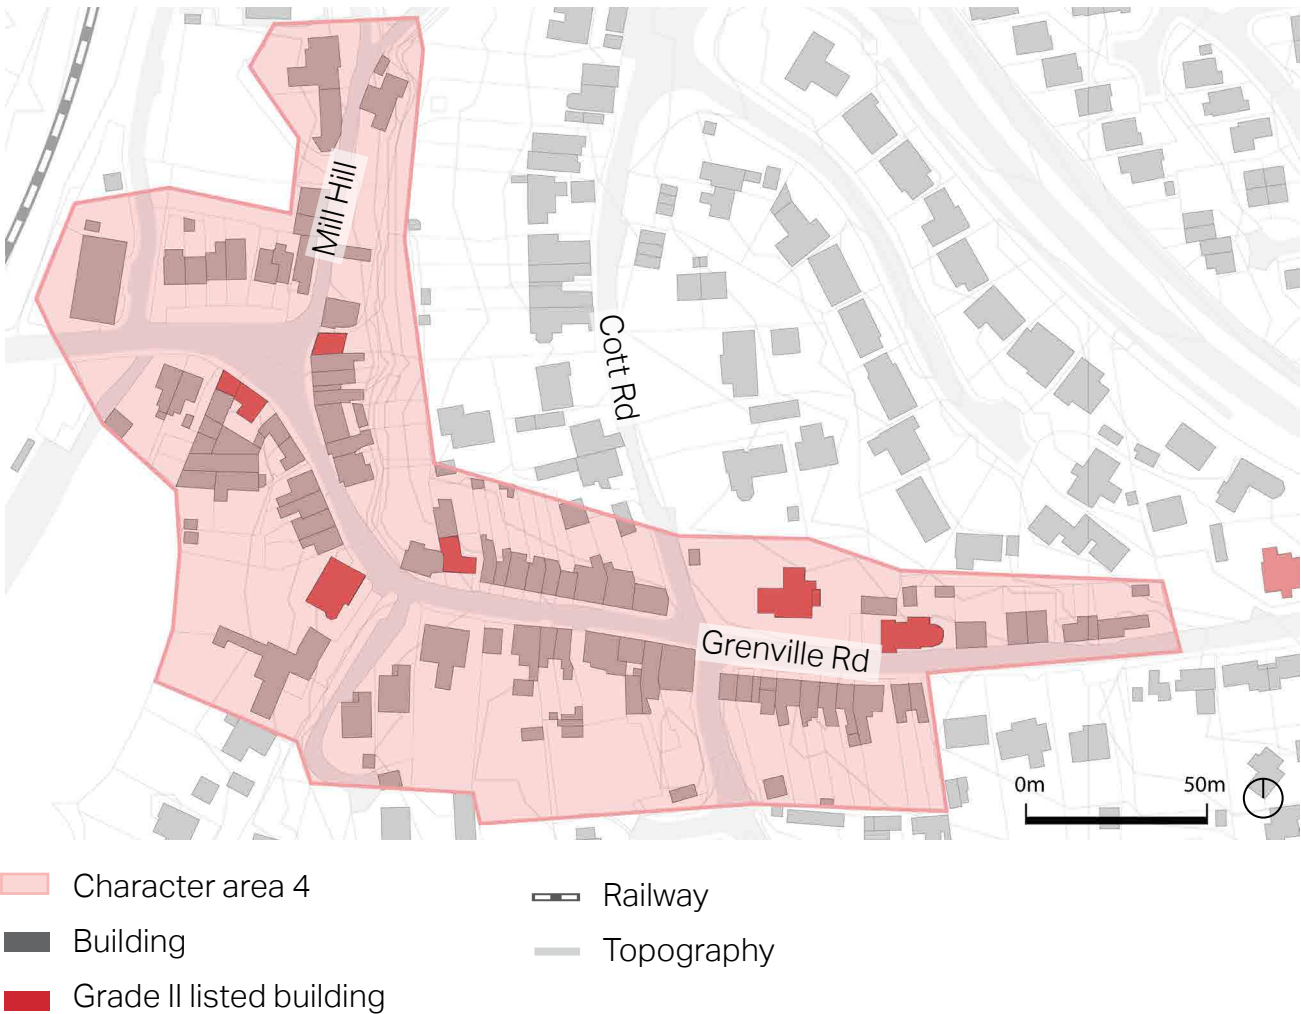 Mill Hill
Cott Rd
Grenville Rd
0m 50m
Character area 4
Building
Grade II listed building
Railway
Topography